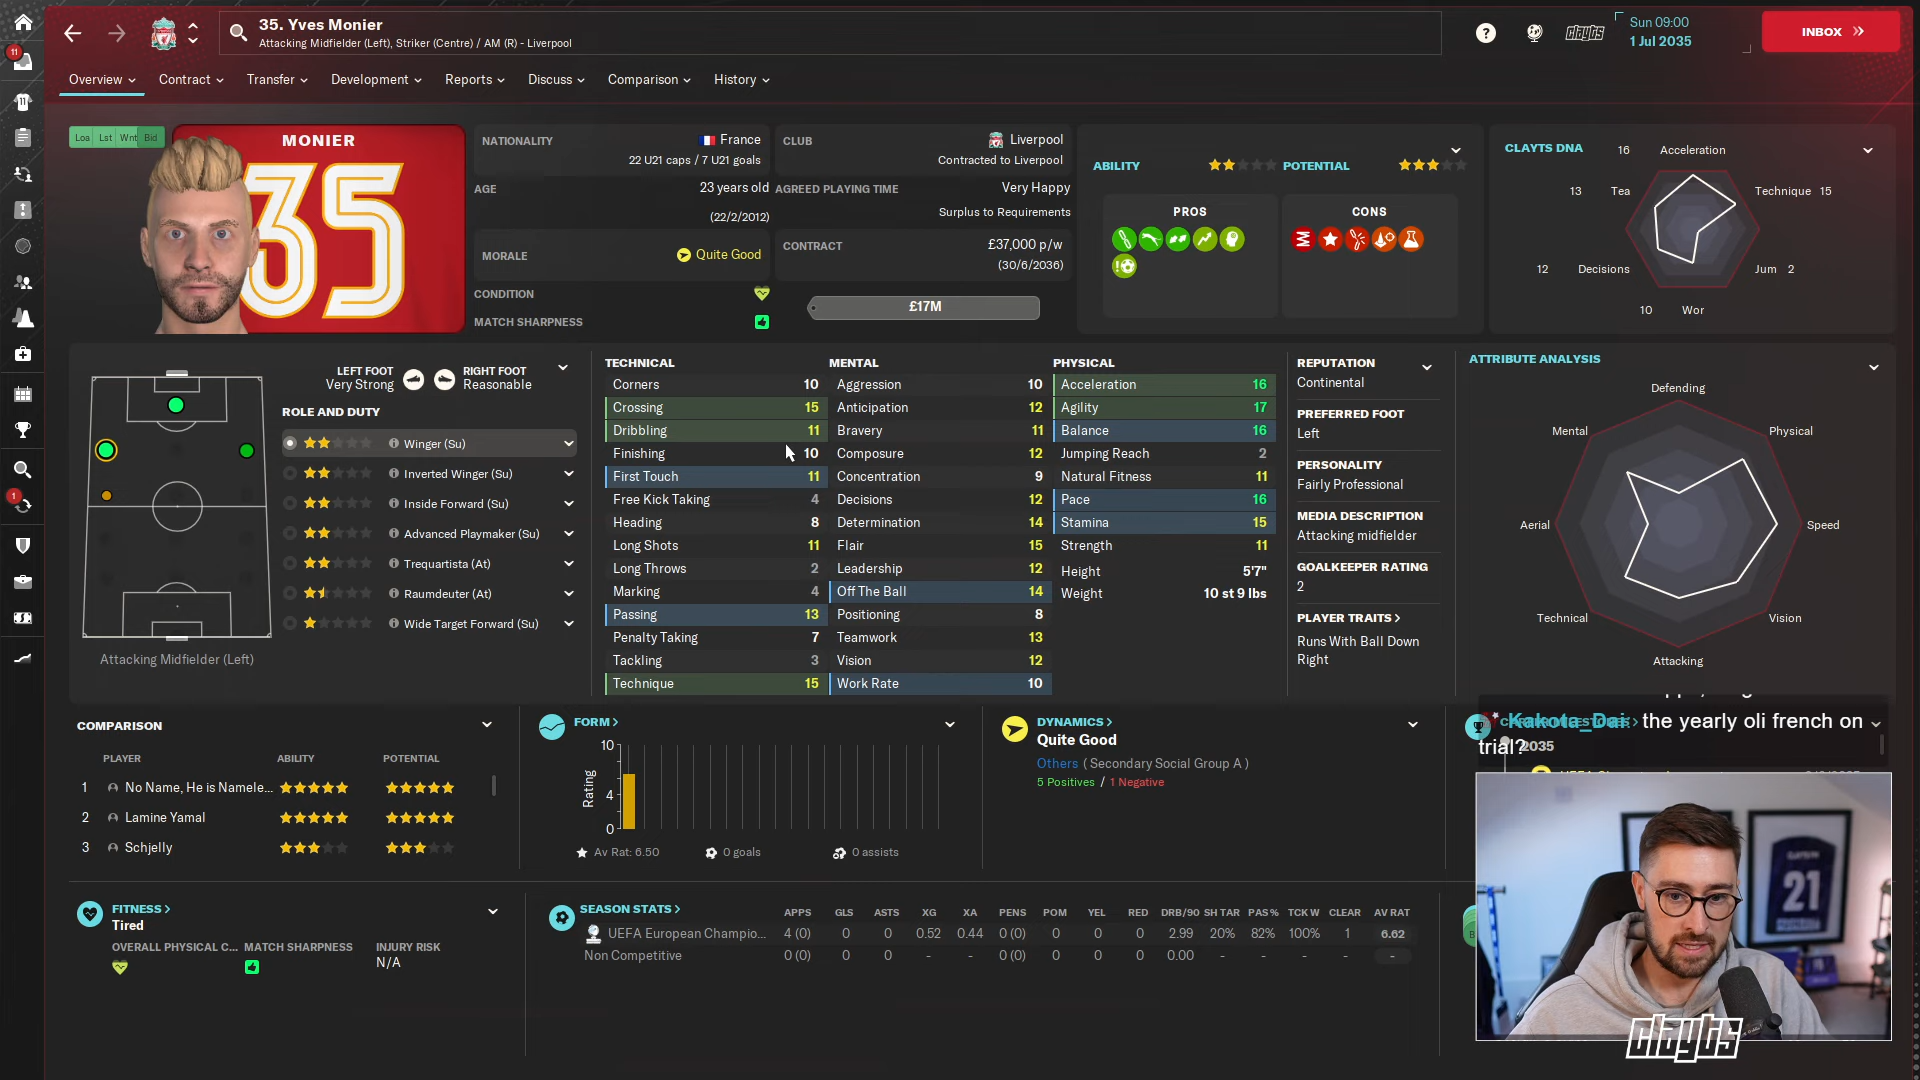 35. Yves Monier
Attacking Midfielder (Left), Striker (Centre) / AM (R) - Liverpool
?
clayts
Sun 09:00
1 Jul 2035
INBOX
11
Overview
Contract
Transfer
Development
Reports
Discuss
Comparison
History
Loa Lst Wnt Bid
MONIER
35
NATIONALITY
France
22 U21 caps / 7 U21 goals
AGE
23 years old
(22/2/2012)
MORALE
Quite Good
CONDITION
MATCH SHARPNESS
CLUB
Liverpool
Contracted to Liverpool
AGREED PLAYING TIME
Very Happy
Surplus to Requirements
CONTRACT
£37,000 p/w
(30/6/2036)
£17M
ABILITY
POTENTIAL
PROS
CONS
CLAYTS DNA
16 Acceleration
13 Tea
Technique 15
12 Decisions
Jum 2
10 Wor
LEFT FOOT
Very Strong
RIGHT FOOT
Reasonable
ROLE AND DUTY
Winger (Su)
Inverted Winger (Su)
Inside Forward (Su)
Advanced Playmaker (Su)
Trequartista (At)
Raumdeuter (At)
Wide Target Forward (Su)
Attacking Midfielder (Left)
TECHNICAL
Corners 10
Crossing 15
Dribbling 11
Finishing 10
First Touch 11
Free Kick Taking 4
Heading 8
Long Shots 11
Long Throws 2
Marking 4
Passing 13
Penalty Taking 7
Tackling 3
Technique 15
MENTAL
Aggression 10
Anticipation 12
Bravery 11
Composure 12
Concentration 9
Decisions 12
Determination 14
Flair 15
Leadership 12
Off The Ball 14
Positioning 8
Teamwork 13
Vision 12
Work Rate 10
PHYSICAL
Acceleration 16
Agility 17
Balance 16
Jumping Reach 2
Natural Fitness 11
Pace 16
Stamina 15
Strength 11
Height 5'7"
Weight 10 st 9 lbs
REPUTATION
Continental
PREFERRED FOOT
Left
PERSONALITY
Fairly Professional
MEDIA DESCRIPTION
Attacking midfielder
GOALKEEPER RATING
2
PLAYER TRAITS >
Runs With Ball Down
Right
ATTRIBUTE ANALYSIS
Defending
Mental
Physical
Aerial
Speed
Technical
Vision
Attacking
COMPARISON
PLAYER ABILITY POTENTIAL
1 No Name, He is Namele...
2 Lamine Yamal
3 Schjelly
FORM >
Rating
10
4
0
Av Rat: 6.50
0 goals
0 assists
DYNAMICS >
Quite Good
Others ( Secondary Social Group A )
5 Positives / 1 Negative
Kakota_Dai: the yearly oli french on
trial?
2035
FITNESS >
Tired
OVERALL PHYSICAL C...
MATCH SHARPNESS
INJURY RISK
N/A
SEASON STATS >
APPS GLS ASTS XG XA PENS POM YEL RED DRB/90 SH TAR PAS% TCK W CLEAR AV RAT
UEFA European Champio... 4 (0) 0 0 0.52 0.44 0 (0) 0 0 0 2.99 20% 82% 100% 1 6.62
Non Competitive 0 (0) 0 0 - - 0 (0) 0 0 0 0.00 - - - - -
21
clayts